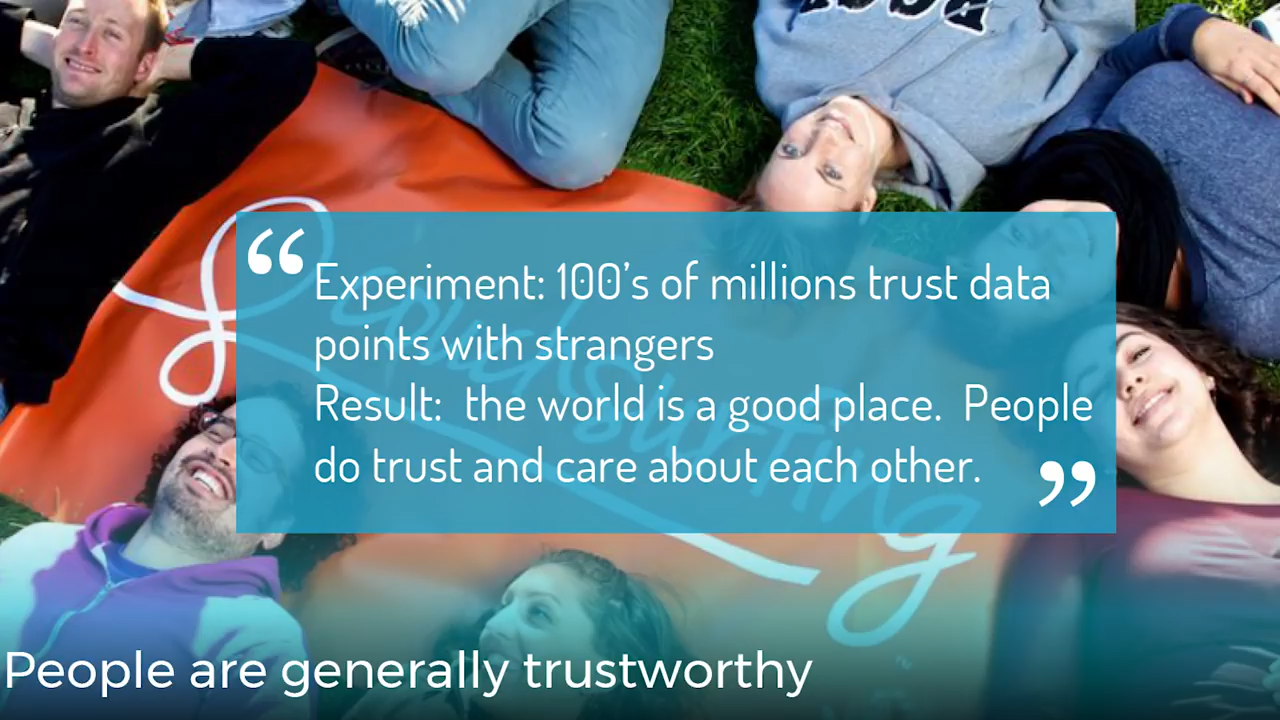 “ Experiment: 100's of millions trust data
points with strangers
Result:  the world is a good place.  People
do trust and care about each other. ”
Couchsurfing
People are generally trustworthy